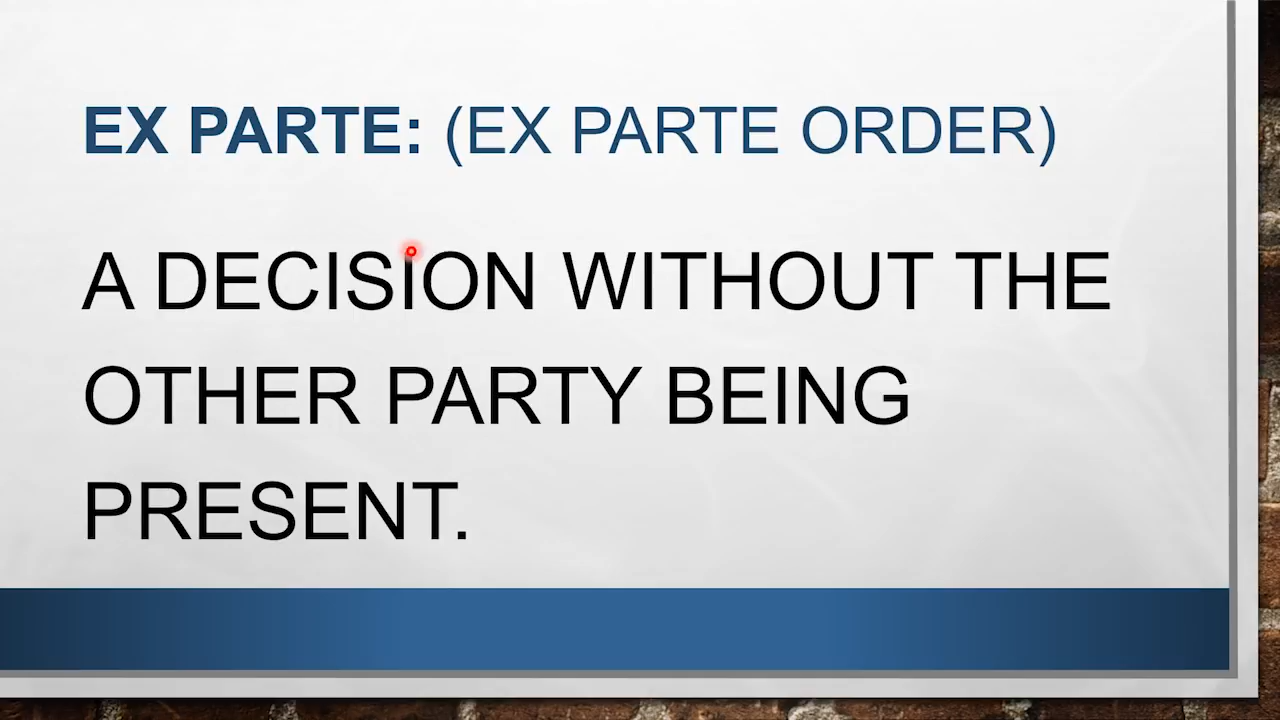 EX PARTE: (EX PARTE ORDER)
A DECISION WITHOUT THE
OTHER PARTY BEING
PRESENT.